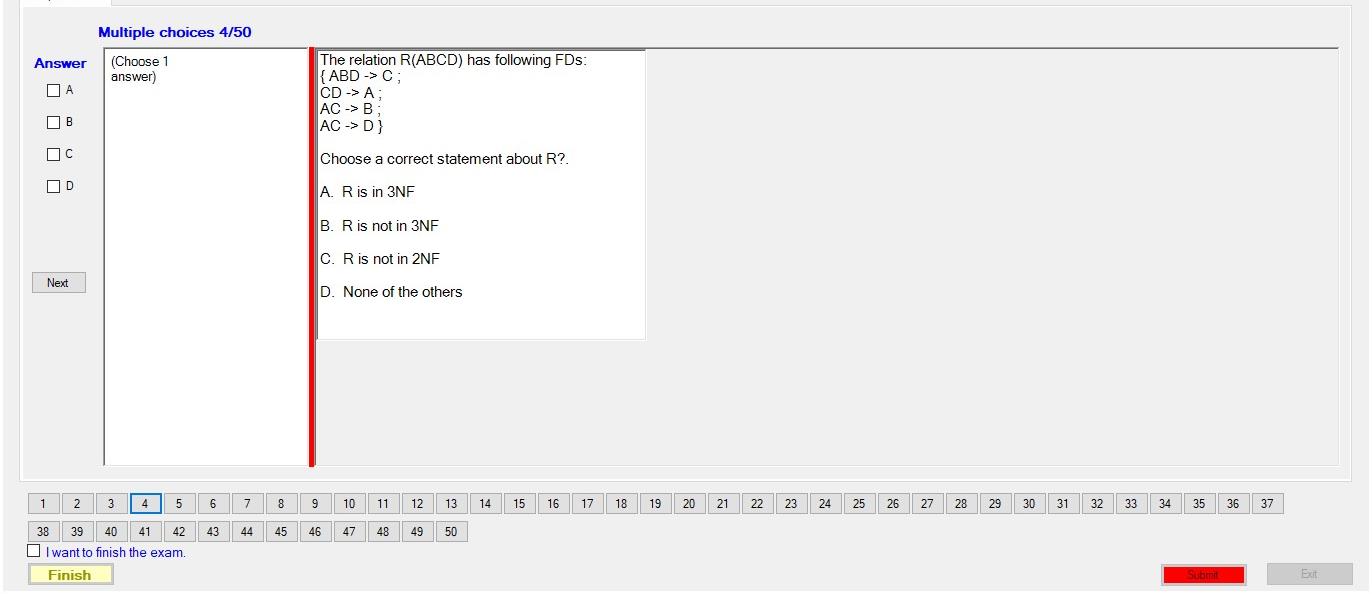 Multiple choices 4/50
Answer
(Choose 1
answer)
A
B
C
D
Next
The relation R(ABCD) has following FDs:
{ ABD -> C ;
CD -> A ;
AC -> B ;
AC -> D }
Choose a correct statement about R?.
A. R is in 3NF
B. R is not in 3NF
C. R is not in 2NF
D. None of the others
1 2 3 4 5 6 7 8 9 10 11 12 13 14 15 16 17 18 19 20 21 22 23 24 25 26 27 28 29 30 31 32 33 34 35 36 37
38 39 40 41 42 43 44 45 46 47 48 49 50
I want to finish the exam.
Finish
Submit
Exit